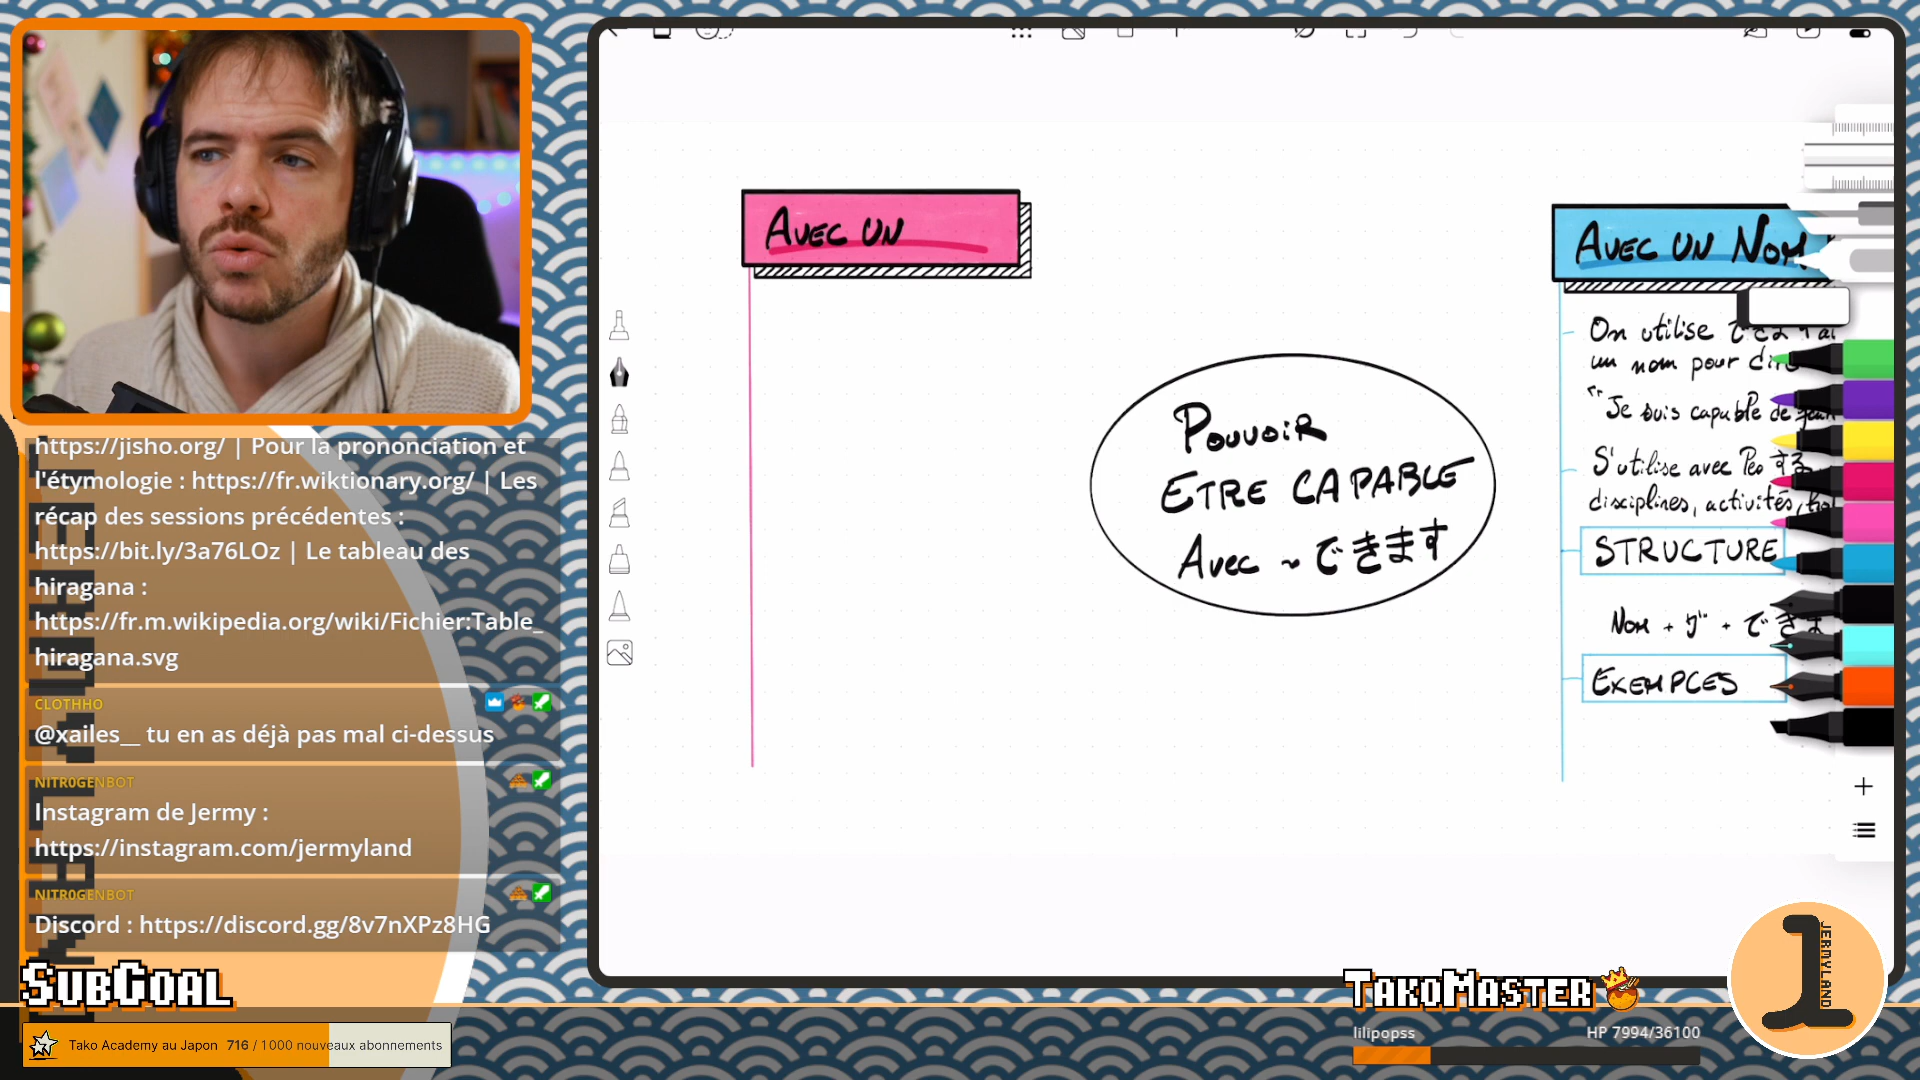 https://jisho.org/ | Pour la prononciation et
l'étymologie : https://fr.wiktionary.org/ | Les
récap des sessions précédentes :
https://bit.ly/3a76LOz | Le tableau des
hiragana :
https://fr.m.wikipedia.org/wiki/Fichier:Table_
hiragana.svg
CLOTHHO
@xailes__ tu en as déjà pas mal ci-dessus
NITR0GENBOT
Instagram de Jermy :
https://instagram.com/jermyland
NITR0GENBOT
Discord : https://discord.gg/8v7nXPz8HG
SUBGOAL
Tako Academy au Japon 716 / 1000 nouveaux abonnements
AVEC UN
POUVOIR
ETRE CAPABLE
AVEC ~ できます
AVEC UN NOM
On utilise
un nom pour
"Je suis capable de
S'utilise avec
disciplines, activités,
STRUCTURE
NOM + が + でき
EXEMPLES
TAKOMASTER
lilipopss HP 7994/36100
JERMYLAND